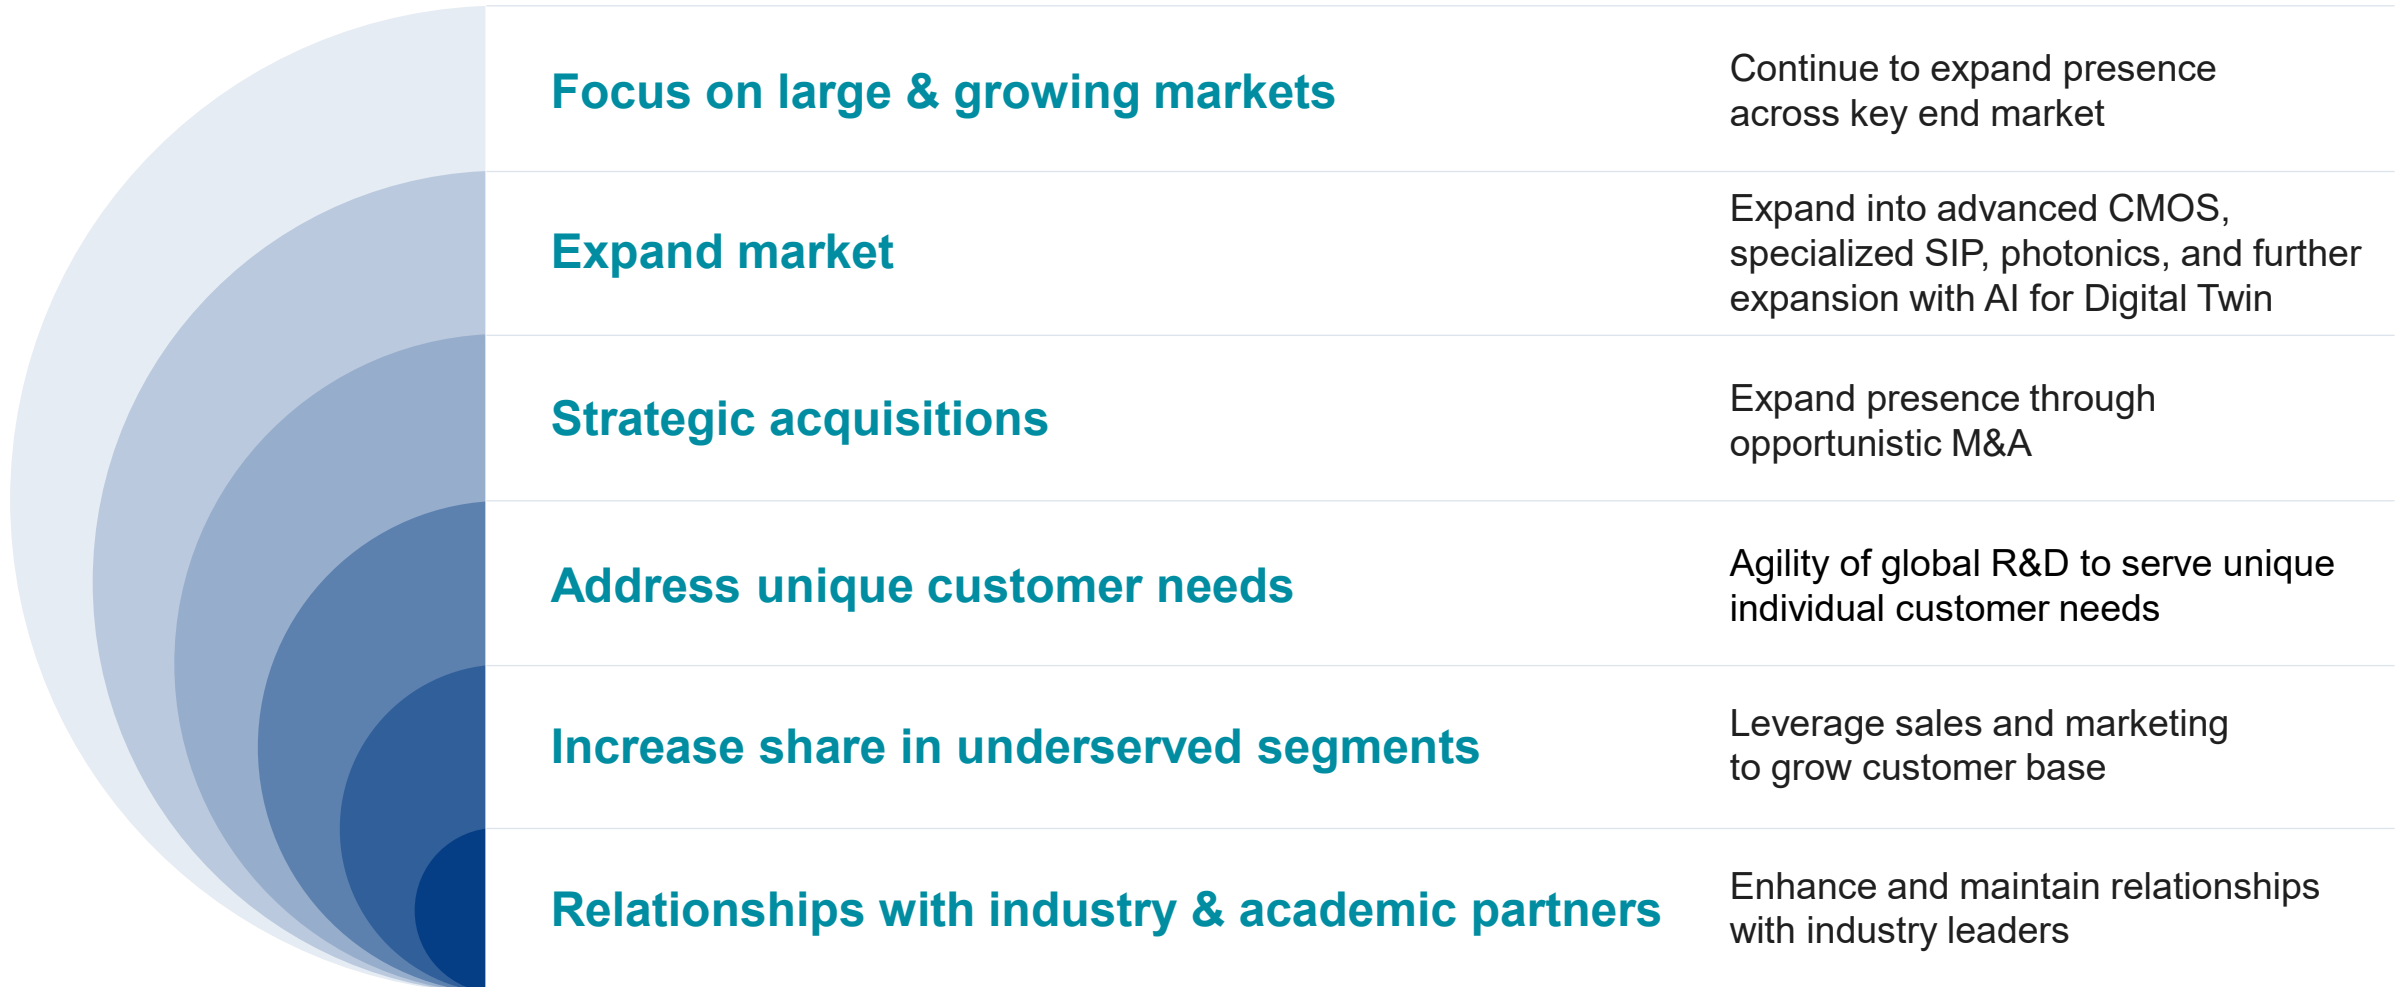 Focus on large & growing markets
Continue to expand presence
across key end market
Expand market
Expand into advanced CMOS,
specialized SIP, photonics, and further
expansion with AI for Digital Twin
Strategic acquisitions
Expand presence through
opportunistic M&A
Address unique customer needs
Agility of global R&D to serve unique
individual customer needs
Increase share in underserved segments
Leverage sales and marketing
to grow customer base
Relationships with industry & academic partners
Enhance and maintain relationships
with industry leaders